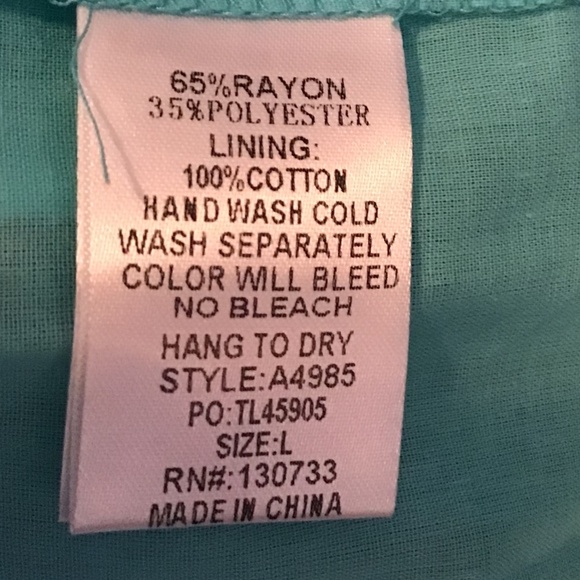 65%RAYON
35%POLYESTER
LINING:
100%COTTON
HAND WASH COLD
WASH SEPARATELY
COLOR WILL BLEED
NO BLEACH
HANG TO DRY
STYLE:A4985
PO:TL45905
SIZE:L
RN#:130733
MADE IN CHINA